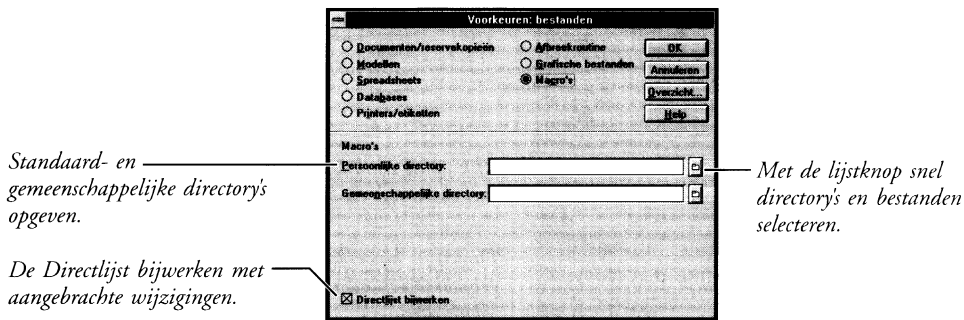 Voorkeuren: bestanden
Documenten/reservekopieën
Modellen
Spreadsheets
Databases
Printers/etiketten
Afbreekroutine
Grafische bestanden
Macro's
OK
Annuleren
Overzicht...
Help
Macro's
Persoonlijke directory:
Gemeenschappelijke directory:
Directlijst bijwerken
Standaard- en
gemeenschappelijke directory's
opgeven.
De Directlijst bijwerken met
aangebrachte wijzigingen.
Met de lijstknop snel
directory's en bestanden
selecteren.